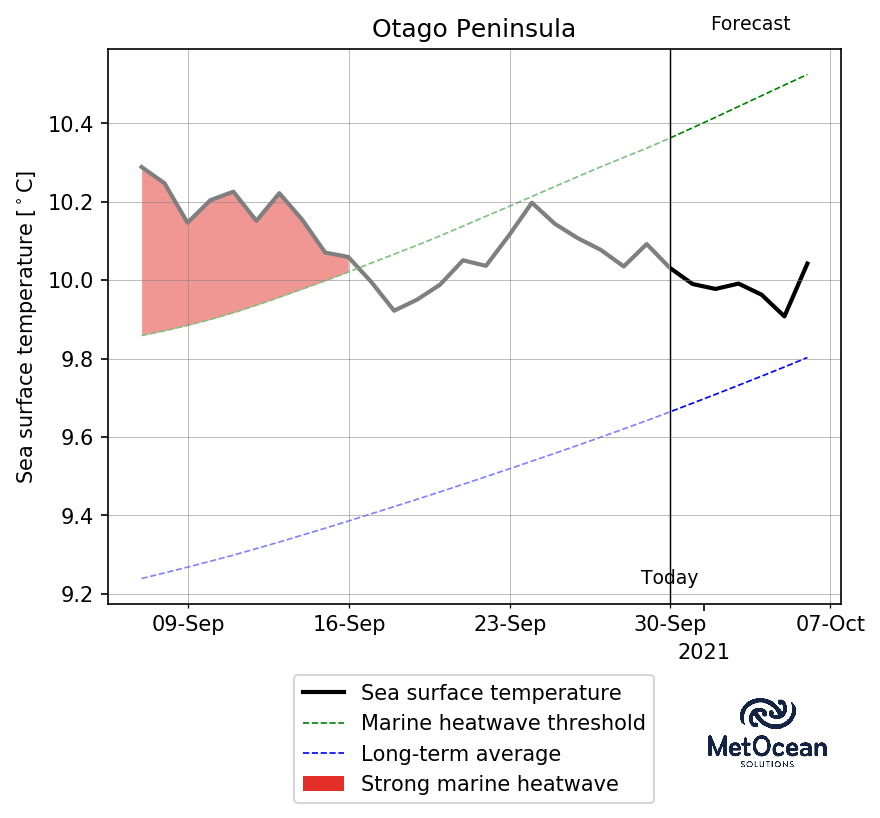 Otago Peninsula
Forecast
Sea surface temperature [°C]
10.4
10.2
10.0
9.8
9.6
9.4
9.2
Today
09-Sep 16-Sep 23-Sep 30-Sep 07-Oct
2021
Sea surface temperature
Marine heatwave threshold
Long-term average
Strong marine heatwave
MetOcean
SOLUTIONS